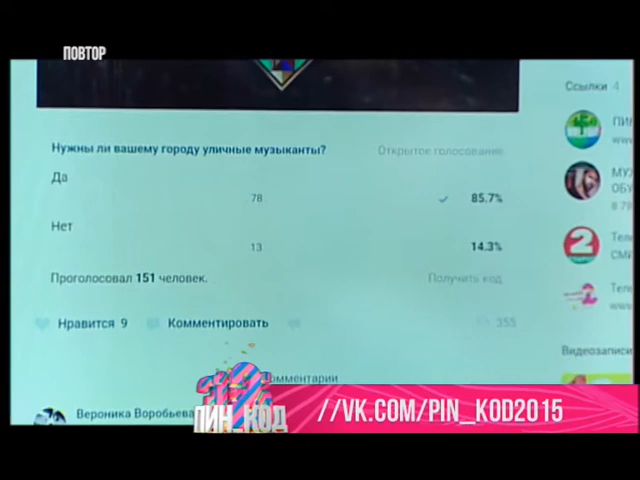 ПОВТОР
Ссылки 4
Нужны ли вашему городу уличные музыканты?
Открытое голосование
Да
78
85.7%
Нет
13
14.3%
Проголосовал 151 человек.
Получить код
Нравится 9
Комментировать
355
Видеозаписи
Вероника Воробьева
ПИН_КОД
//VK.COM/PIN_KOD2015